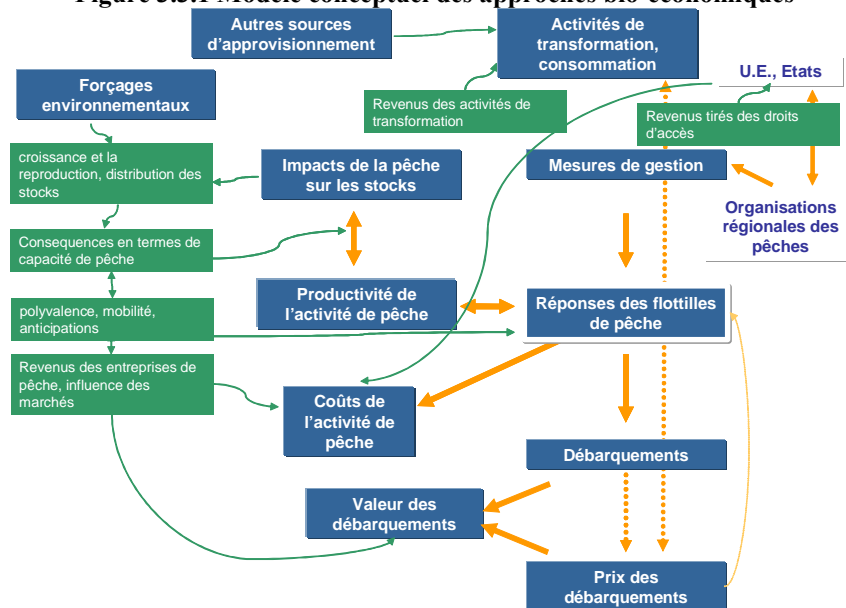 Figure 3.3.1 Modèle conceptuel des approches bio-économiques
Autres sources
d'approvisionnement
Activités de
transformation,
consommation
U.E., Etats
Forçages
environnementaux
Revenus des activités de
transformation
Revenus tirés des droits
d'accès
croissance et la
reproduction, distribution des
stocks
Impacts de la pêche
sur les stocks
Mesures de gestion
Organisations
régionales des
pêches
Consequences en termes de
capacité de pêche
Productivité de
l'activité de pêche
Réponses des flottilles
de pêche
polyvalence, mobilité,
anticipations
Revenus des entreprises de
pêche, influence des
marchés
Coûts de
l'activité de
pêche
Débarquements
Valeur des
débarquements
Prix des
débarquements